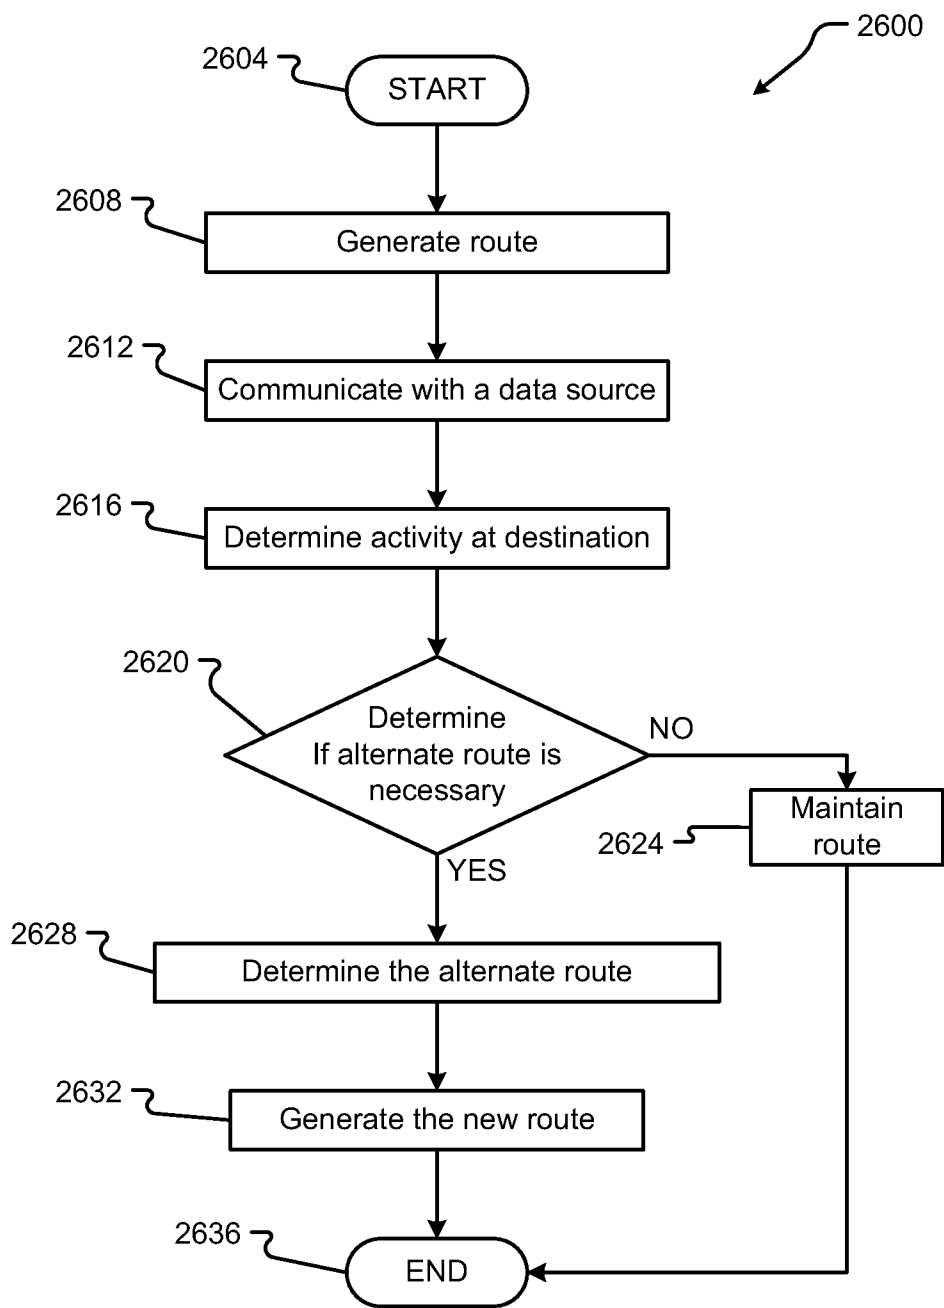 2600
2604
START
2608
Generate route
2612
Communicate with a data source
2616
Determine activity at destination
2620
Determine
If alternate route is
necessary
NO
Maintain
route
2624
YES
2628
Determine the alternate route
2632
Generate the new route
2636
END